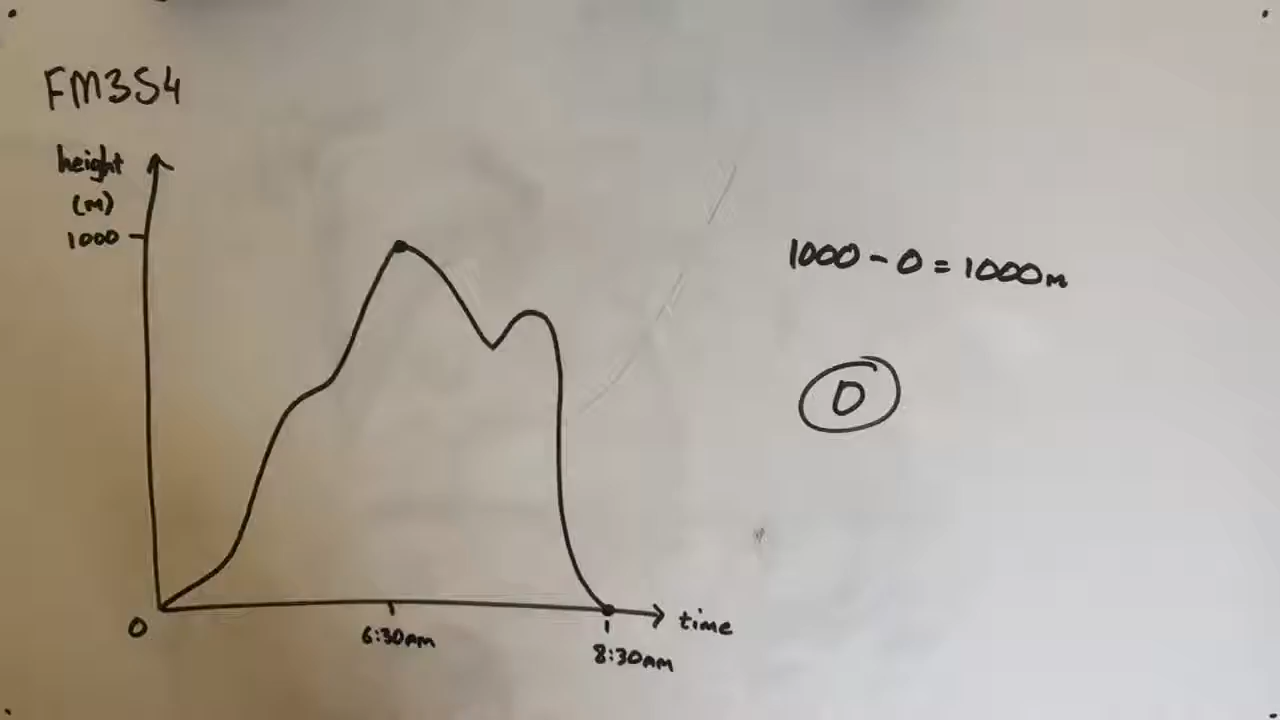 FM3S4
height
(m)
1000
0
6:30am
8:30am
time
1000 - 0 = 1000m
D